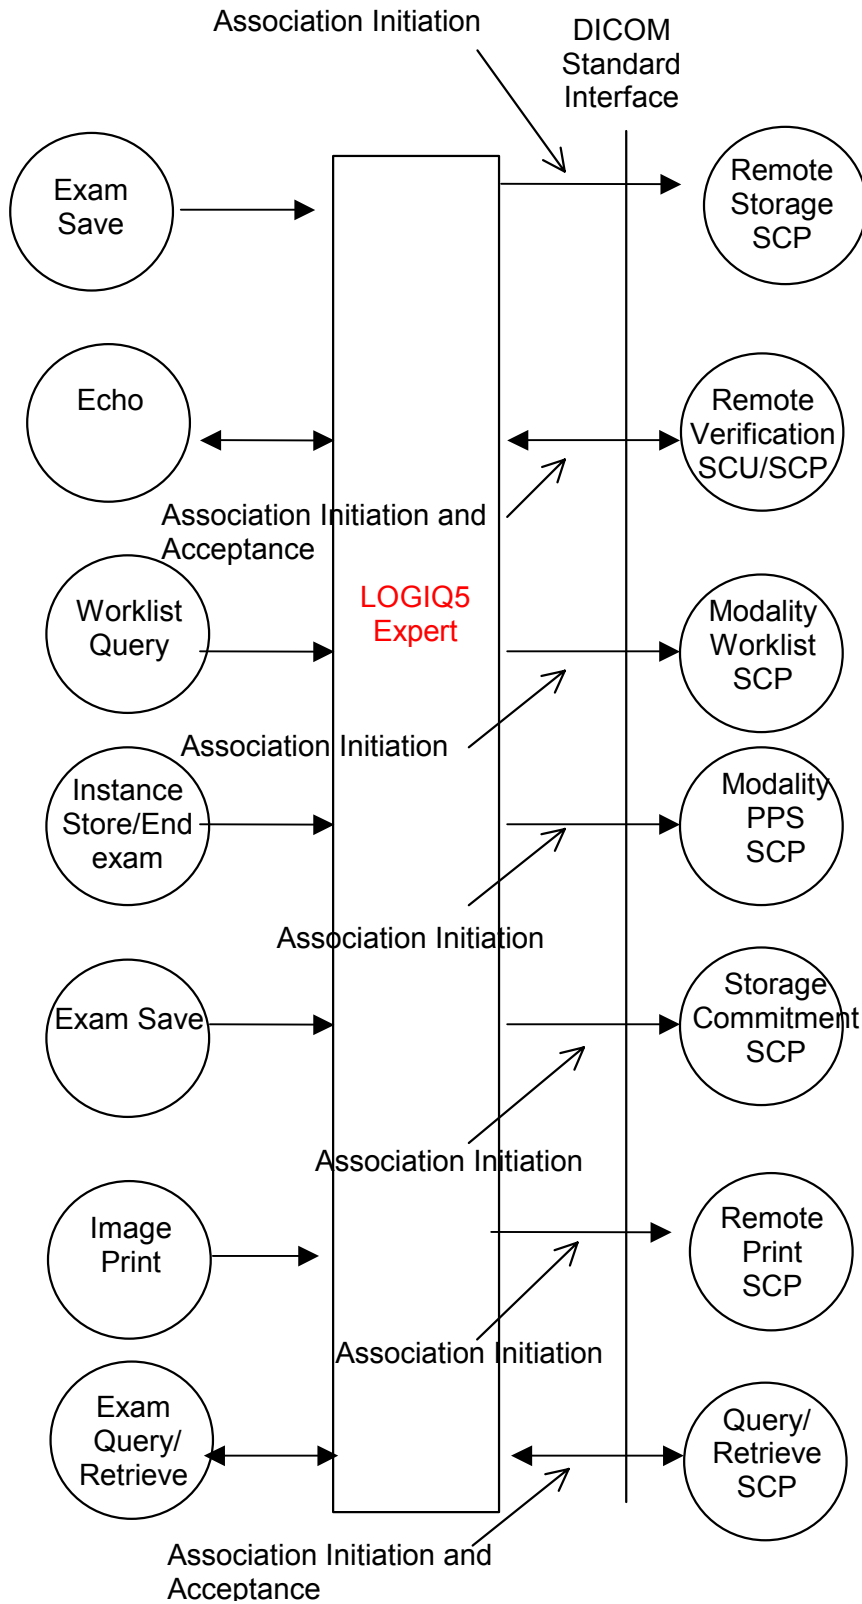 Association Initiation
DICOM
Standard
Interface
Exam
Save
Remote
Storage
SCP
Echo
Remote
Verification
SCU/SCP
Association Initiation and
Acceptance
Worklist
Query
LOGIQ5
Expert
Modality
Worklist
SCP
Association Initiation
Instance
Store/End
exam
Modality
PPS
SCP
Association Initiation
Exam Save
Storage
Commitment
SCP
Association Initiation
Image
Print
Remote
Print
SCP
Association Initiation
Exam
Query/
Retrieve
Query/
Retrieve
SCP
Association Initiation and
Acceptance